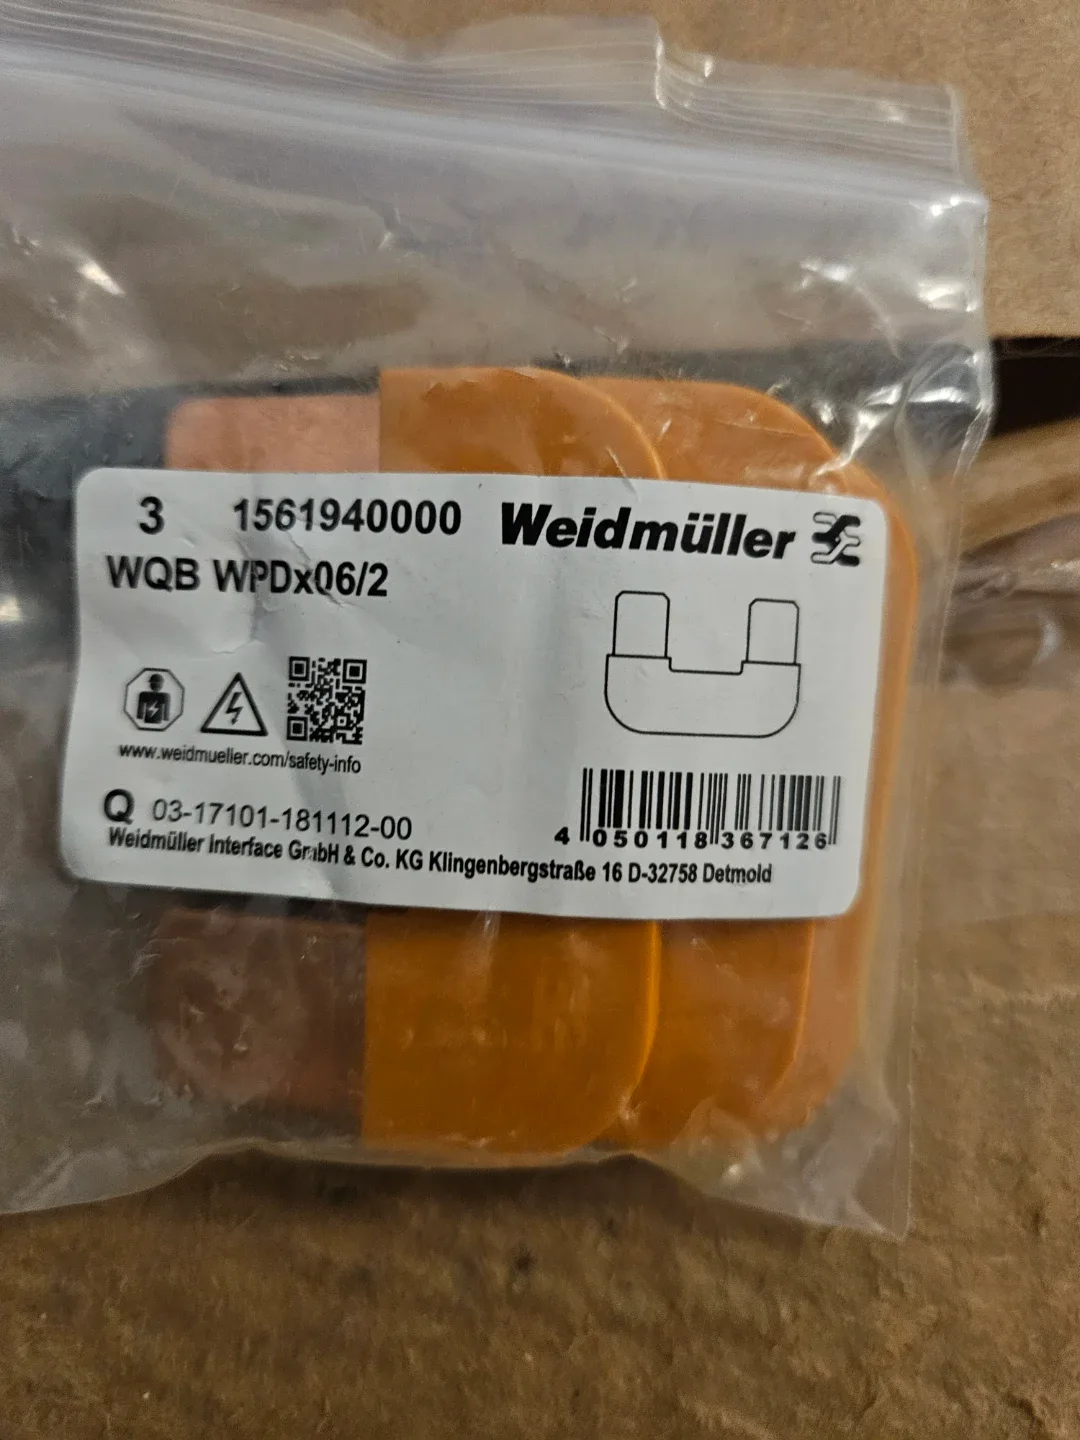 3 1561940000 Weidmüller
WQB WPDx06/2
www.weidmueller.com/safety-info
Q 03-17101-181112-00
4 050118 367126
Weidmüller Interface GmbH & Co. KG Klingenbergstraße 16 D-32758 Detmold